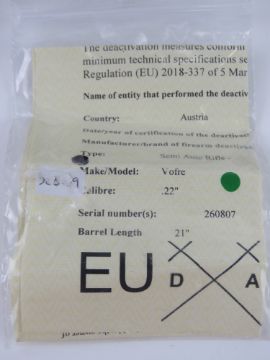 The deactivation measures conform
minimum technical specifications se
Regulation (EU) 2018-337 of 5 Mar
Name of entity that performed the deactiv
Country: Austria
Date/year of certification of the deactivat
Manufacturer/brand of firearm deactivat
Type: Semi Auto Rifle
Make/Model: Vofre
Calibre: .22"
Serial number(s): 260807
Barrel Length 21"
EU D A